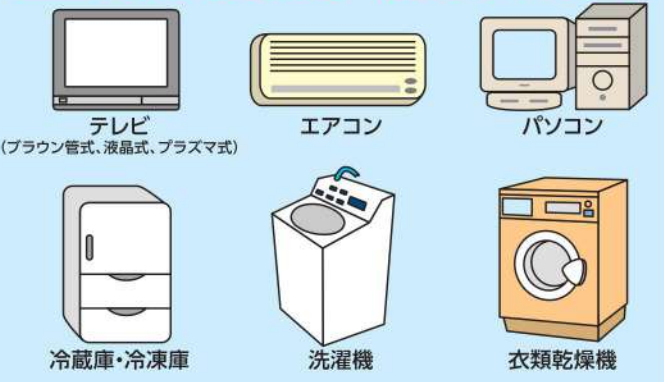 テレビ
(ブラウン管式、液晶式、プラズマ式)
エアコン
パソコン
冷蔵庫・冷凍庫
洗濯機
衣類乾燥機